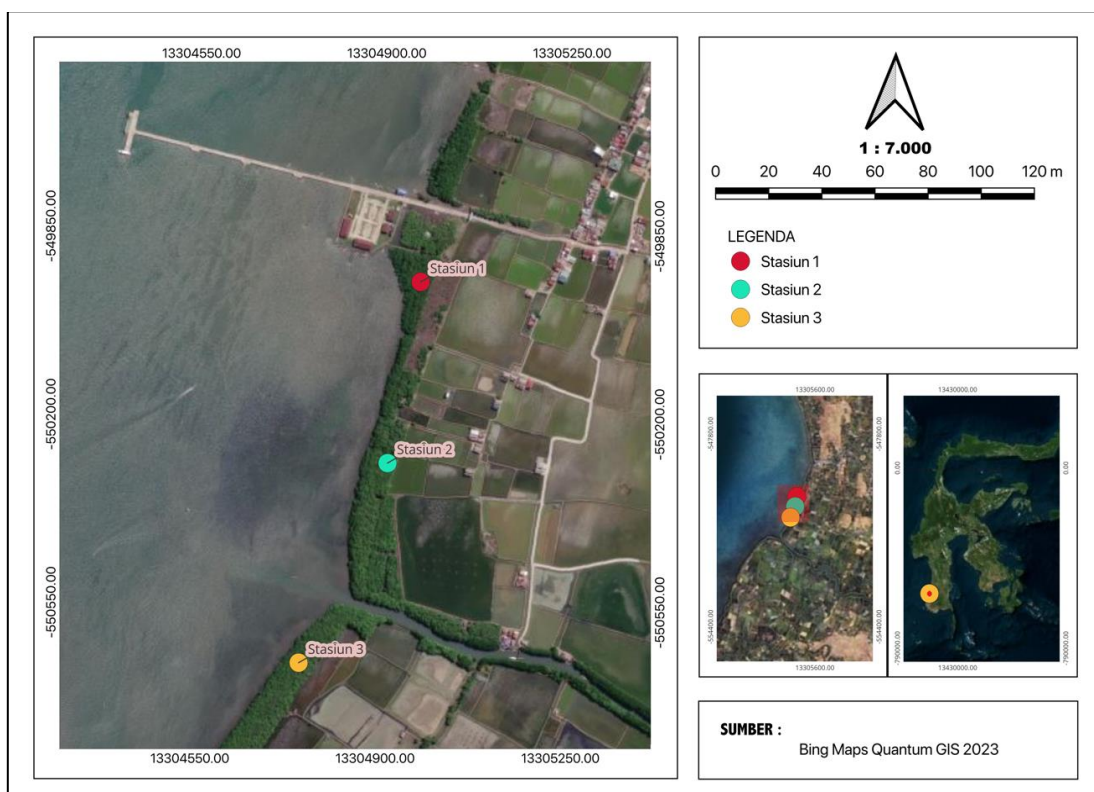 13304550.00 13304900.00 13305250.00
-549850.00 -549850.00
-550200.00 -550200.00
-550550.00 -550550.00
Stasiun 1
Stasiun 2
Stasiun 3
13304550.00 13304900.00 13305250.00
1 : 7.000
0 20 40 60 80 100 120 m
LEGENDA
Stasiun 1
Stasiun 2
Stasiun 3
13305600.00
-547800.00 -547800.00
-554400.00 -554400.00
13305600.00
13430000.00
0.00 0.00
-790000.00 -790000.00
13430000.00
SUMBER :
Bing Maps Quantum GIS 2023